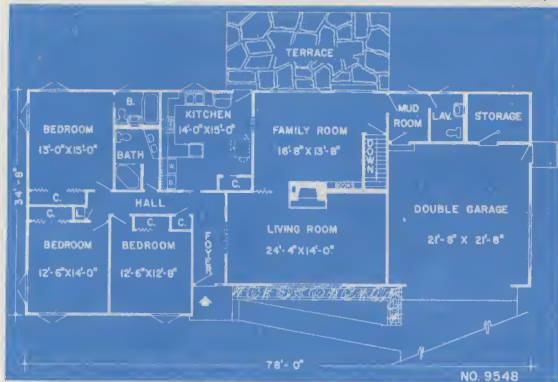 TERRACE
B.
KITCHEN
14'-0"X15'-0"
MUD
ROOM
LAV.
STORAGE
BEDROOM
13'-0"X15'-0"
BATH
FAMILY ROOM
16'-8"X13'-8"
DOWN
34'-8"
C.
C.
HALL
C.
L.
C.
C.
BEDROOM
12'-6"X14'-0"
BEDROOM
12'-6"X12'-8"
FOYER
LIVING ROOM
24'-4"X14'-0"
DOUBLE GARAGE
21'-8" X 21'-8"
78'-0"
NO. 9548